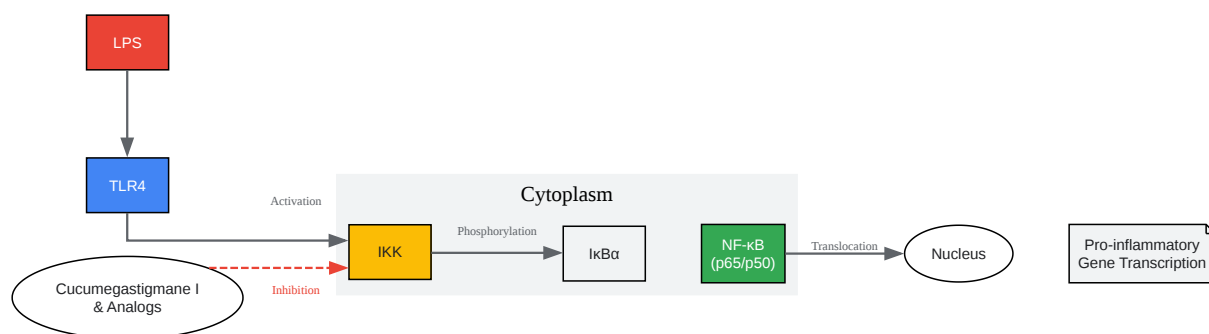 LPS
TLR4
Cytoplasm
Activation
Phosphorylation
IKK
IκBα
NF-κB
(p65/p50)
Translocation
Nucleus
Pro-inflammatory
Gene Transcription
Cucumegastigmane I
& Analogs
Inhibition